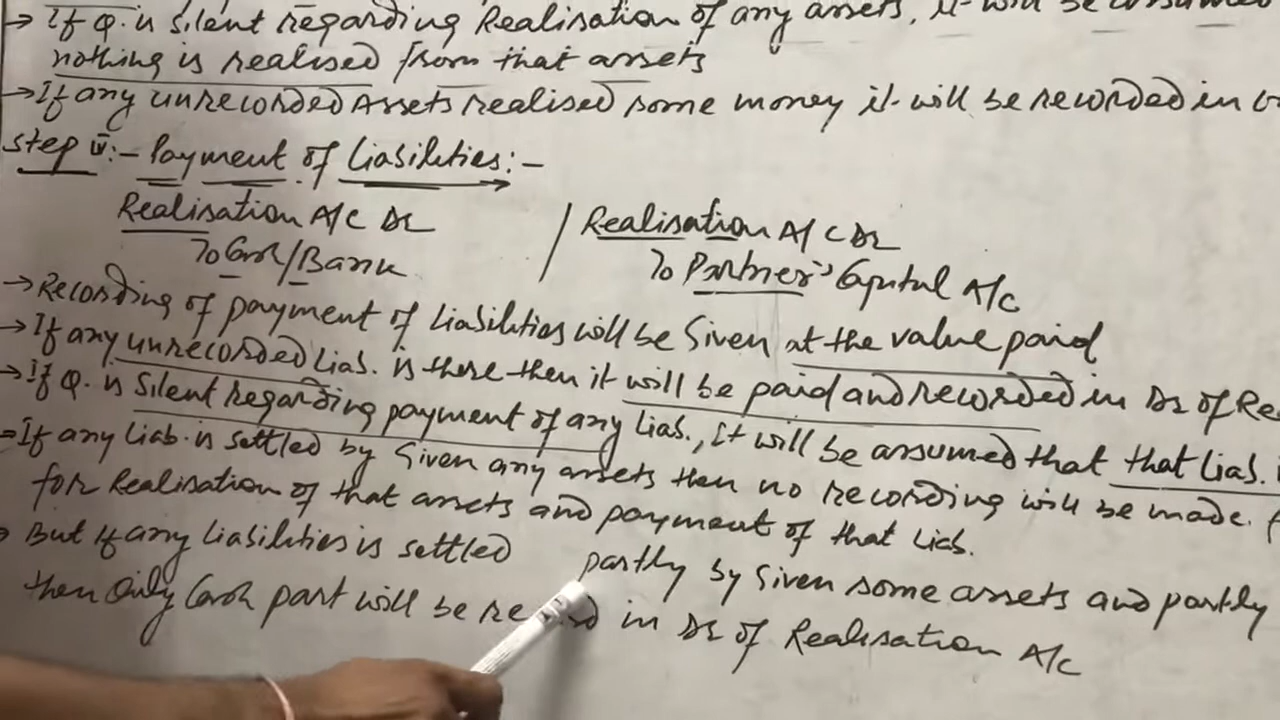 → If Q. is silent regarding Realisation of any assets, it will be
nothing is realised from that assets
→ If any unrecorded Assets realised some money it will be recorded in
Step IV:- Payment of Liabilities:-
Realisation A/C Dr / Realisation A/C Dr
To Cash/Bank To Partner's Capital A/C
→ Recording of payment of Liabilities will be Given at the value paid
→ If any unrecorded Liab. is there then it will be paid and recorded in Dr of Re
→ If Q. is Silent regarding payment of any Liab., it will be assumed that that Liab.
→ If any Liab. is settled by Given any assets then no recording will be made. (
for Realisation of that assets and payment of that Liab.
→ But If any Liabilities is settled partly by Given some assets and partly
then Only Cash part will be in Dr of Realisation A/C